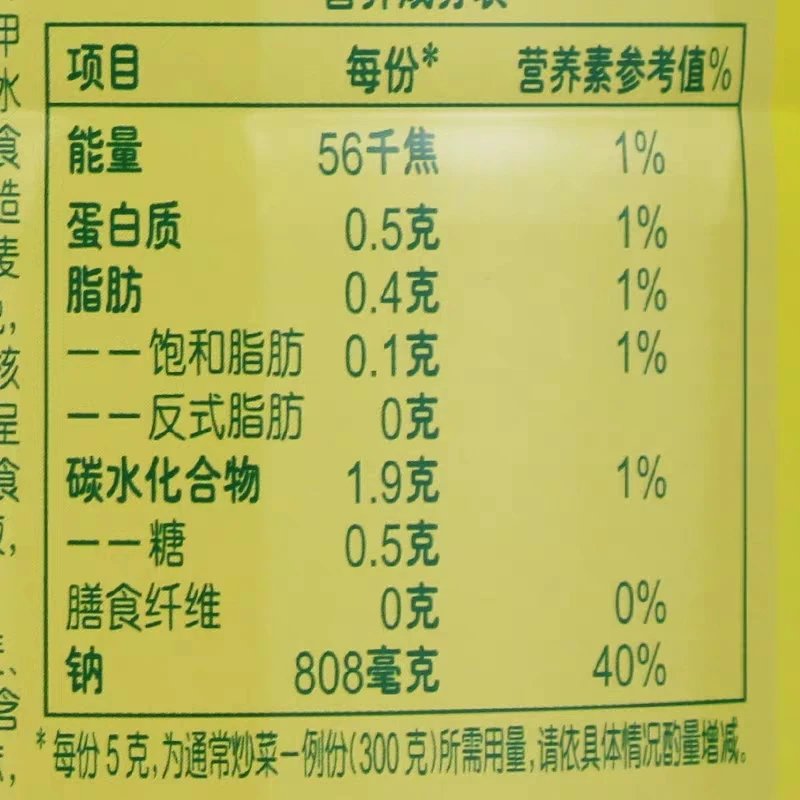 项目 每份* 营养素参考值%
能量 56千焦 1%
蛋白质 0.5克 1%
脂肪 0.4克 1%
——饱和脂肪 0.1克 1%
——反式脂肪 0克
碳水化合物 1.9克 1%
——糖 0.5克
膳食纤维 0克 0%
钠 808毫克 40%
*每份5克,为通常炒菜一例份(300克)所需用量,请依具体情况酌量增减。